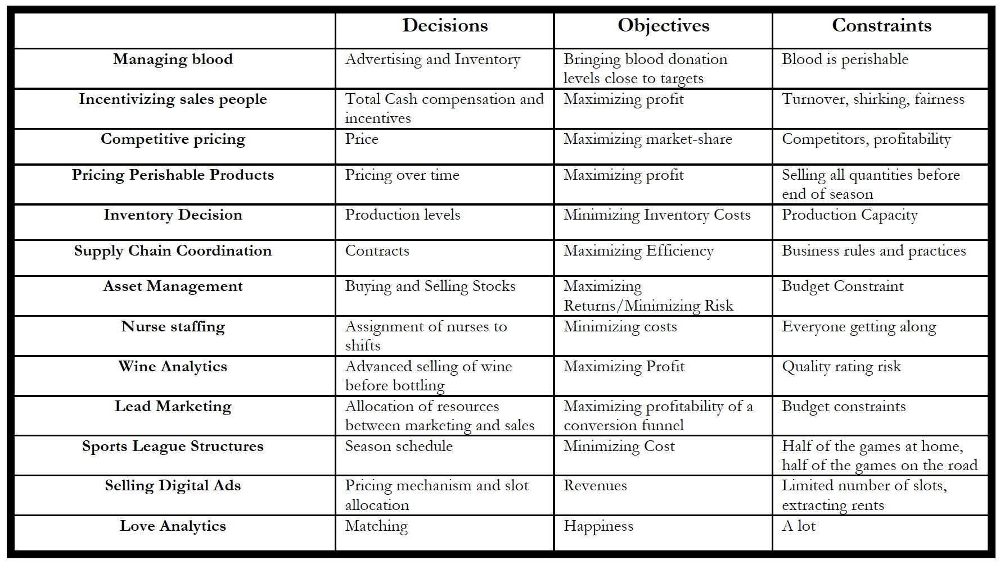 Decisions Objectives Constraints
Managing blood Advertising and Inventory Bringing blood donation Blood is perishable
levels close to targets
Incentivizing sales people Total Cash compensation and Maximizing profit Turnover, shirking, fairness
incentives
Competitive pricing Price Maximizing market-share Competitors, profitability
Pricing Perishable Products Pricing over time Maximizing profit Selling all quantities before
end of season
Inventory Decision Production levels Minimizing Inventory Costs Production Capacity
Supply Chain Coordination Contracts Maximizing Efficiency Business rules and practices
Asset Management Buying and Selling Stocks Maximizing Budget Constraint
Returns/Minimizing Risk
Nurse staffing Assignment of nurses to Minimizing costs Everyone getting along
shifts
Wine Analytics Advanced selling of wine Maximizing Profit Quality rating risk
before bottling
Lead Marketing Allocation of resources Maximizing profitability of a Budget constraints
between marketing and sales conversion funnel
Sports League Structures Season schedule Minimizing Cost Half of the games at home,
half of the games on the road
Selling Digital Ads Pricing mechanism and slot Revenues Limited number of slots,
allocation extracting rents
Love Analytics Matching Happiness A lot